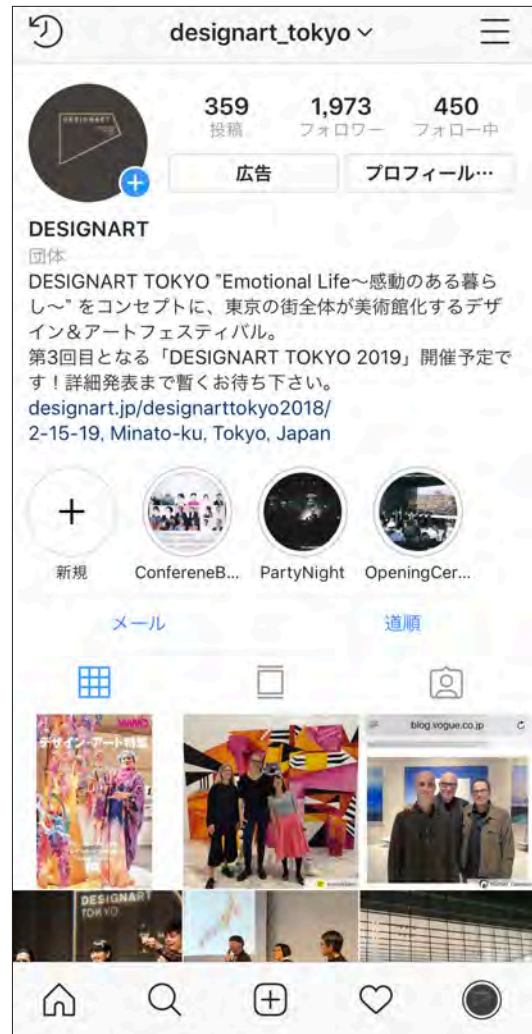 designart_tokyo
359
1,973
450
投稿
フォロワー
フォロー中
広告
プロフィール…
DESIGNART
団体
DESIGNART TOKYO "Emotional Life〜感動のある暮ら
し〜" をコンセプトに、東京の街全体が美術館化するデザ
イン&アートフェスティバル。
第3回目となる「DESIGNART TOKYO 2019」開催予定で
す！詳細発表まで暫くお待ち下さい。
designart.jp/designarttokyo2018/
2-15-19, Minato-ku, Tokyo, Japan
新規
ConfereneB...
PartyNight
OpeningCer...
メール
道順
デザイン・アート特集
blog.vogue.co.jp
DESIGNART
TOKYO